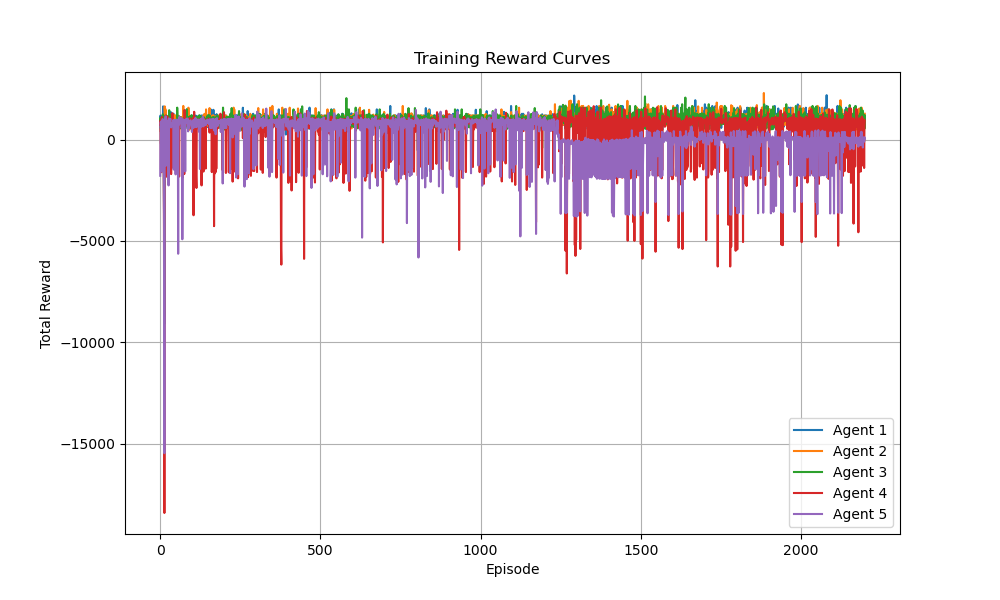 Training Reward Curves
Total Reward
0
−5000
−10000
−15000
0
500
1000
1500
2000
Episode
Agent 1
Agent 2
Agent 3
Agent 4
Agent 5